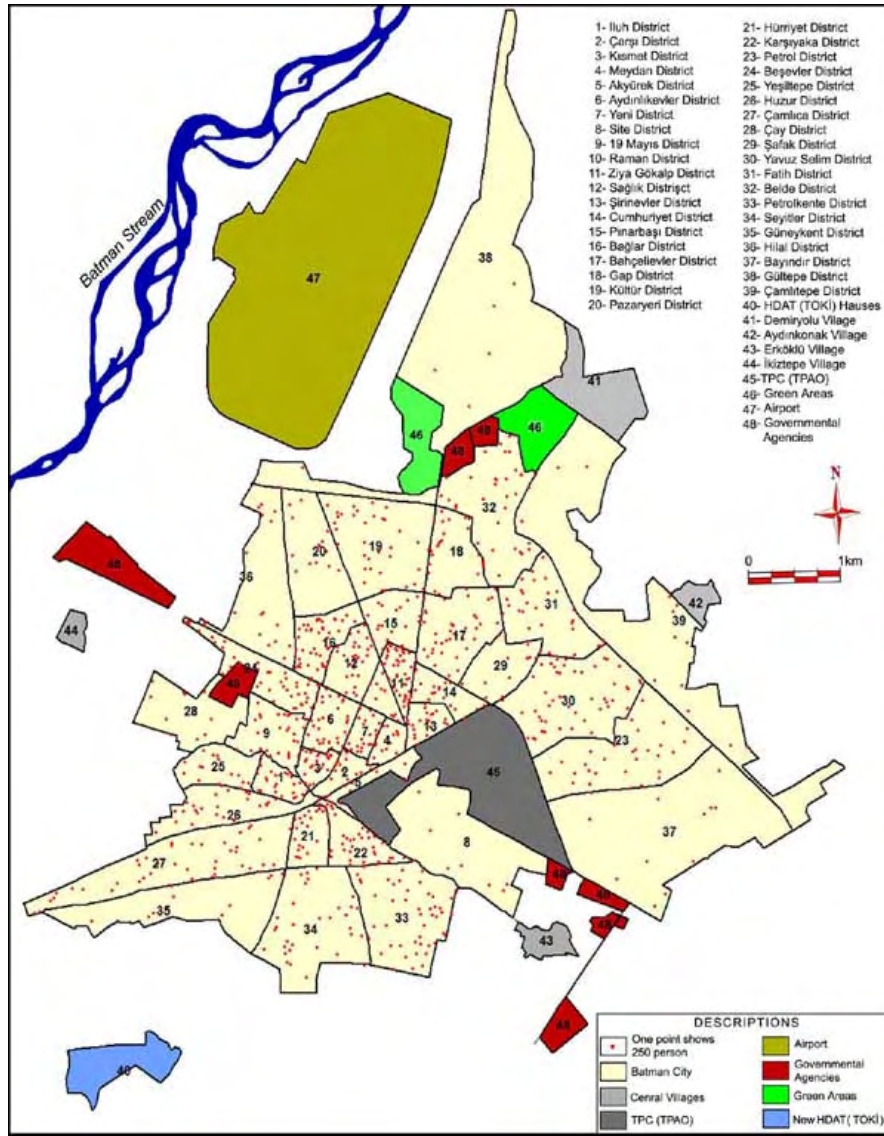 1- Iluh District
2- Çarşı District
3- Kısmet District
4- Meydan District
5- Akyürek District
6- Aydınlıkevler District
7- Yeni District
8- Site District
9- 19 Mayıs District
10- Raman District
11- Ziya Gökalp District
12- Sağlık Distrişct
13- Şirinevler District
14- Cumhuriyet District
15- Pınarbaşı District
16- Bağlar District
17- Bahçelievler District
18- Gap District
19- Kültür District
20- Pazaryeri District
21- Hürriyet District
22- Karşıyaka District
23- Petrol District
24- Beşevler District
25- Yeşiltepe District
26- Huzur District
27- Çamlıca District
28- Çay District
29- Şafak District
30- Yavuz Selim District
31- Fatih District
32- Belde District
33- Petrolkente District
34- Seyitler District
35- Güneykent District
36- Hilal District
37- Bayındır District
38- Gültepe District
39- Çamlıtepe District
40- HDAT (TOKİ) Hauses
41- Demiryolu Vilage
42- Aydınkonak Village
43- Erköklü Village
44- İkiztepe Village
45-TPC (TPAO)
46- Green Areas
47- Airport
48- Governmental
Agencies
Batman Stream
47
38
41
46
46
48
48
32
N
0 1km
48
36
20
19
18
31
42
39
44
16
15
17
12
11
14
29
30
28
48
9
6
7
4
13
23
25
1
3
2
5
45
26
21
22
8
37
27
35
34
33
48
48
48
43
48
40
DESCRIPTIONS
One point shows
250 person
Batman City
Cenral Villages
TPC (TPAO)
Airport
Governmental
Agencies
Green Areas
New HDAT( TOKİ)